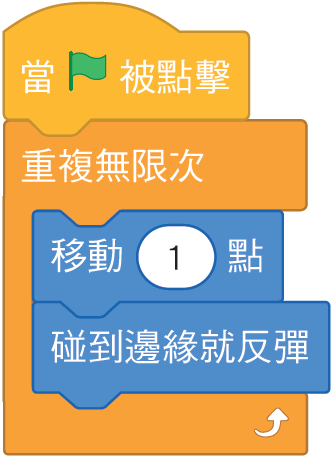 當 被點擊
重複無限次
移動 1 點
碰到邊緣就反彈